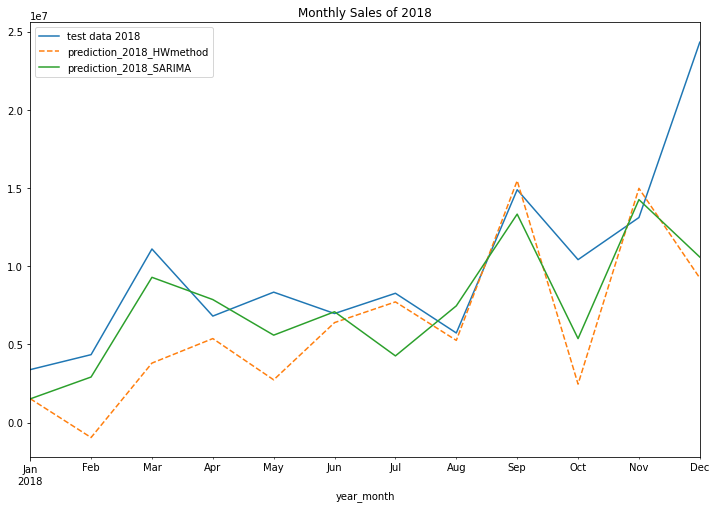 Monthly Sales of 2018
1e7
test data 2018
prediction_2018_HWmethod
prediction_2018_SARIMA
2.5
2.0
1.5
1.0
0.5
0.0
Jan Feb Mar Apr May Jun Jul Aug Sep Oct Nov Dec
2018
year_month